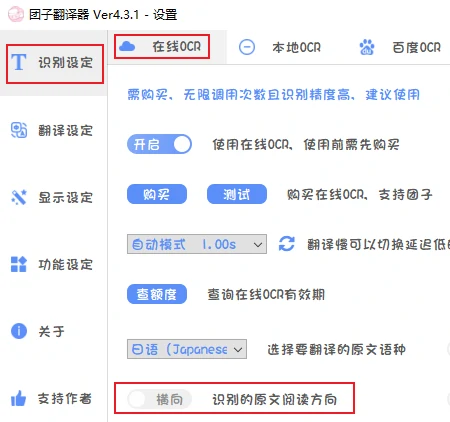 团子翻译器 Ver4.3.1 - 设置
识别设定
翻译设定
显示设定
功能设定
关于
支持作者
在线OCR
本地OCR
百度OCR
需购买、无限调用次数且识别精度高、建议使用
开启 使用在线OCR、使用前需先购买
购买 测试 购买在线OCR、支持团子
自动模式 1.00s 翻译慢可以切换延迟低的
查额度 查询在线OCR有效期
日语 (Japanese 选择要翻译的原文语种
横向 识别的原文阅读方向